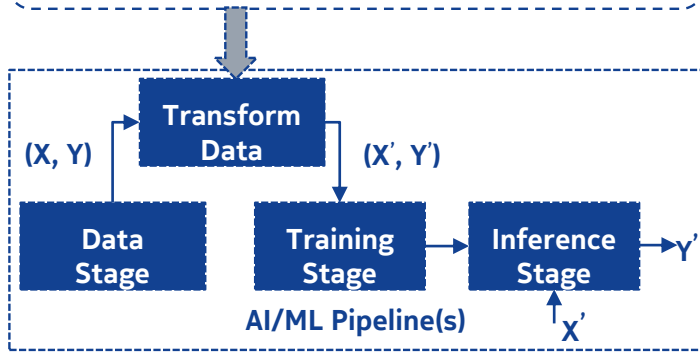 Transform
Data
(X, Y)
(X’, Y’)
Data
Stage
Training
Stage
Inference
Stage
Y’
AI/ML Pipeline(s)
X’